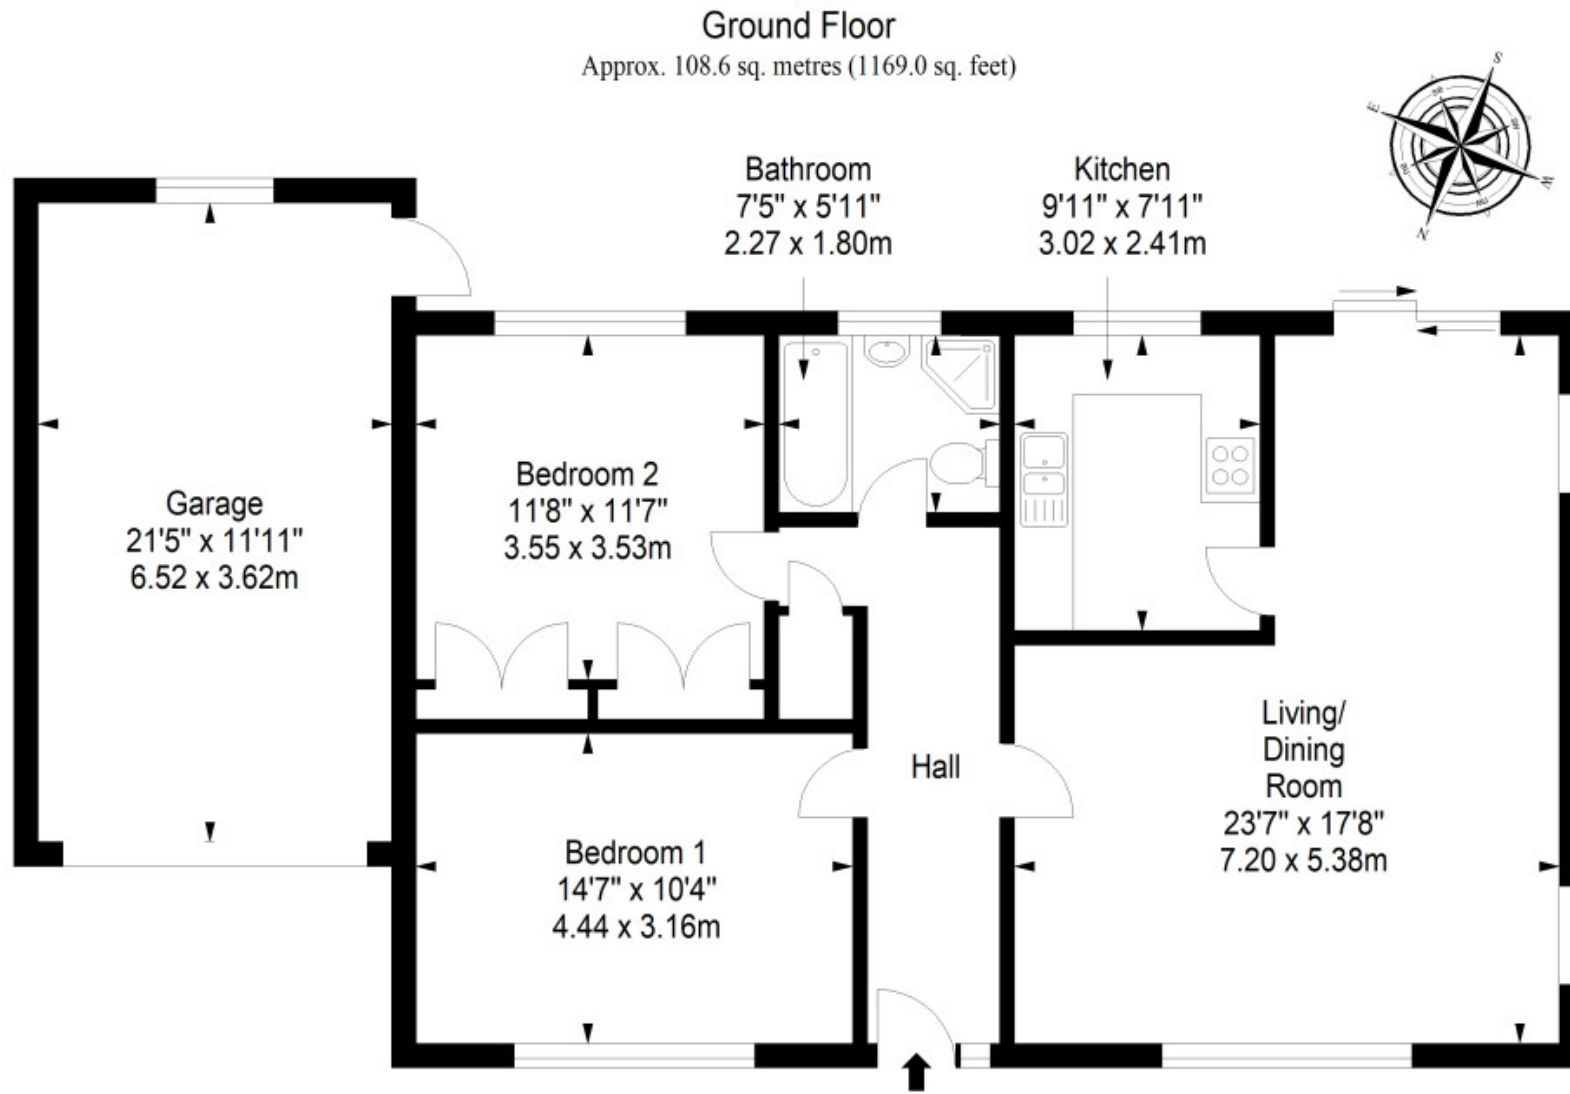 Ground Floor
Approx. 108.6 sq. metres (1169.0 sq. feet)
S
E
W
N
Bathroom
7'5" x 5'11"
2.27 x 1.80m
Kitchen
9'11" x 7'11"
3.02 x 2.41m
Garage
21'5" x 11'11"
6.52 x 3.62m
Bedroom 2
11'8" x 11'7"
3.55 x 3.53m
Living/
Dining
Room
23'7" x 17'8"
7.20 x 5.38m
Hall
Bedroom 1
14'7" x 10'4"
4.44 x 3.16m